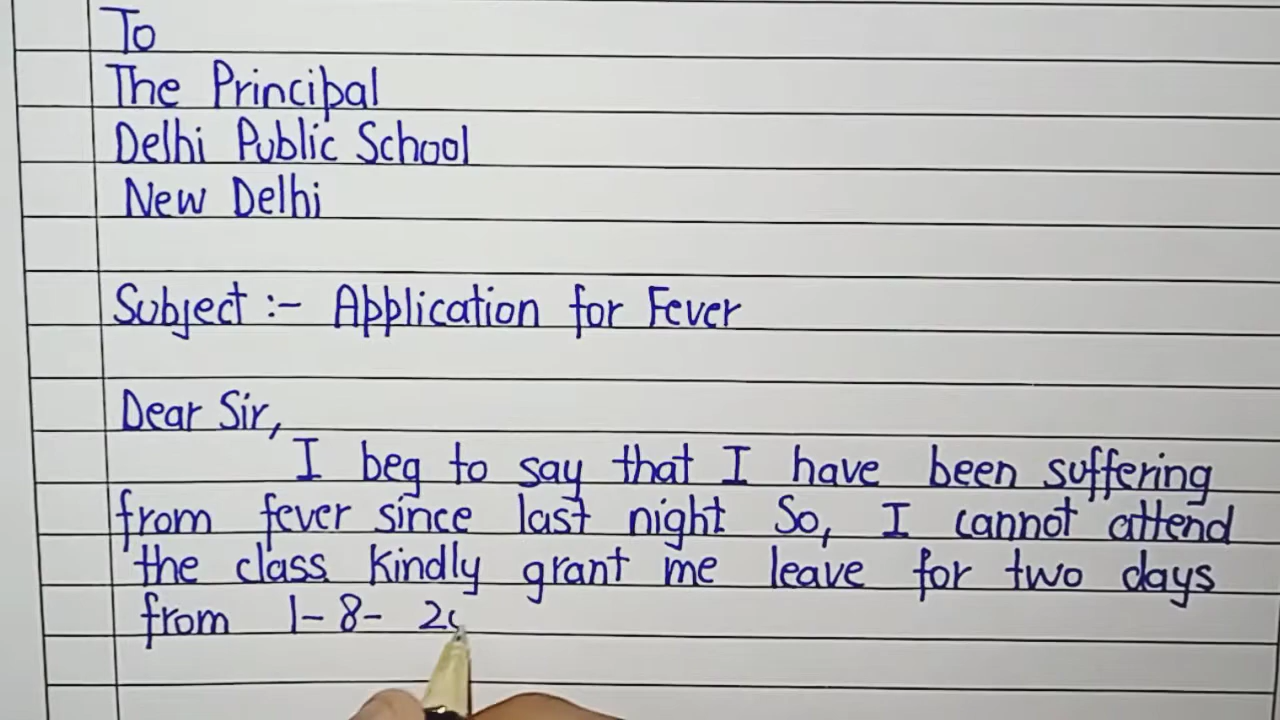 To
The Principal
Delhi Public School
New Delhi
Subject :- Application for Fever
Dear Sir,
I beg to say that I have been suffering
from fever since last night So, I cannot attend
the class Kindly grant me leave for two days
from 1-8- 2